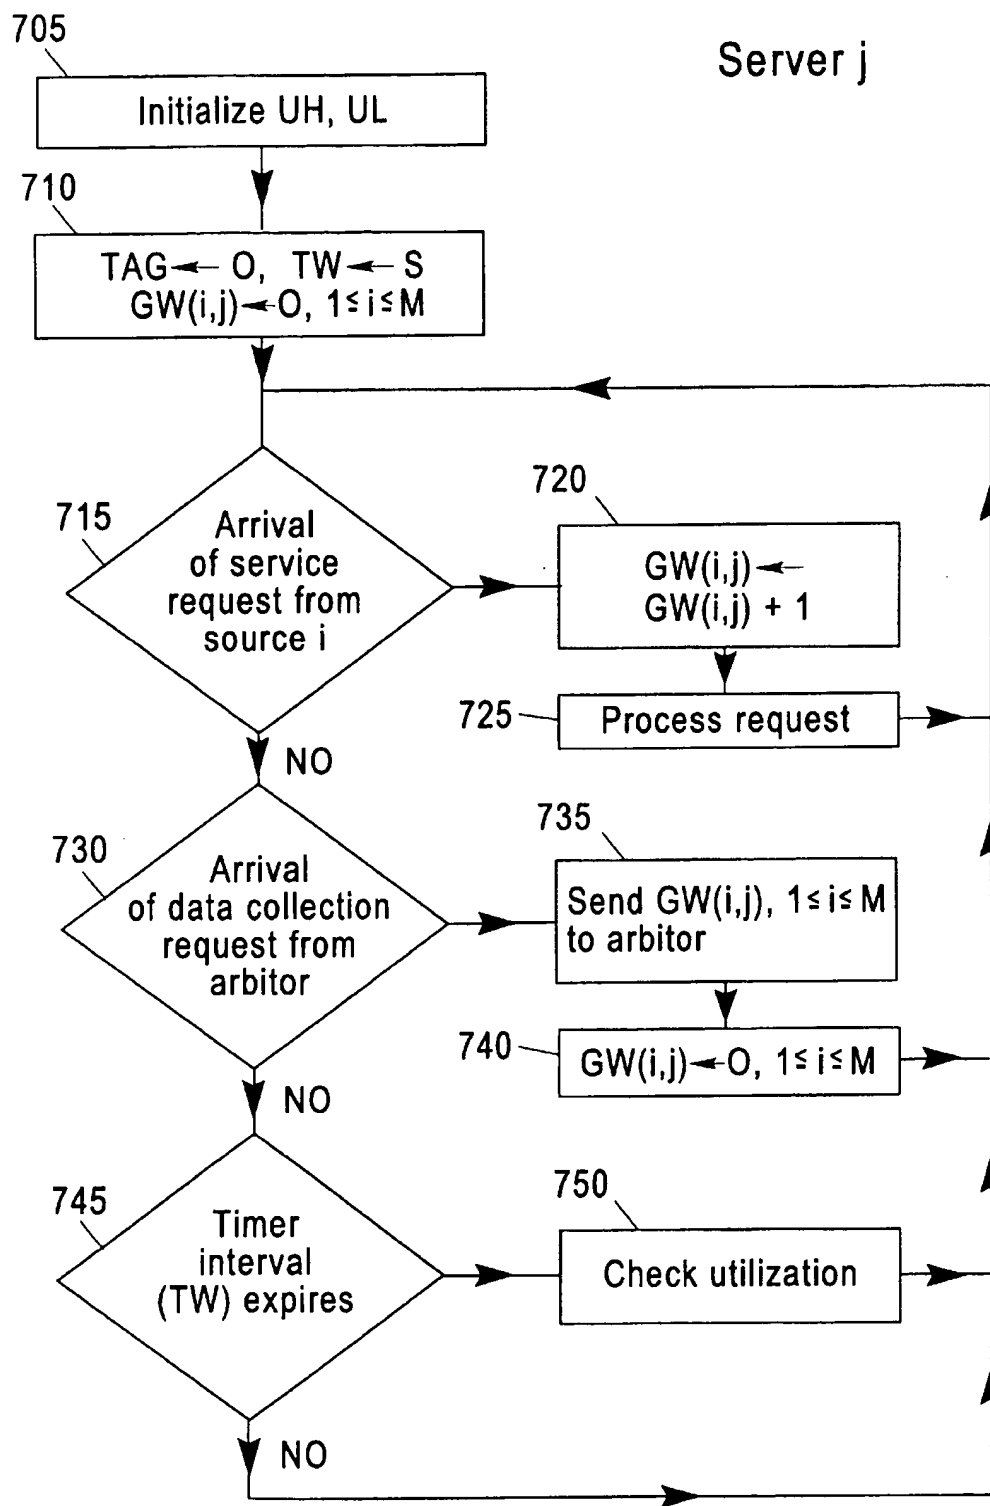 705
Server j
Initialize UH, UL
710
TAG← O, TW← S
GW(i,j)←O, 1≤i≤M
715
Arrival
of service
request from
source i
720
GW(i,j)←
GW(i,j) + 1
725
Process request
NO
730
Arrival
of data collection
request from
arbitor
735
Send GW(i,j), 1≤i≤M
to arbitor
740
GW(i,j)←O, 1≤i≤M
NO
745
Timer
interval
(TW) expires
750
Check utilization
NO